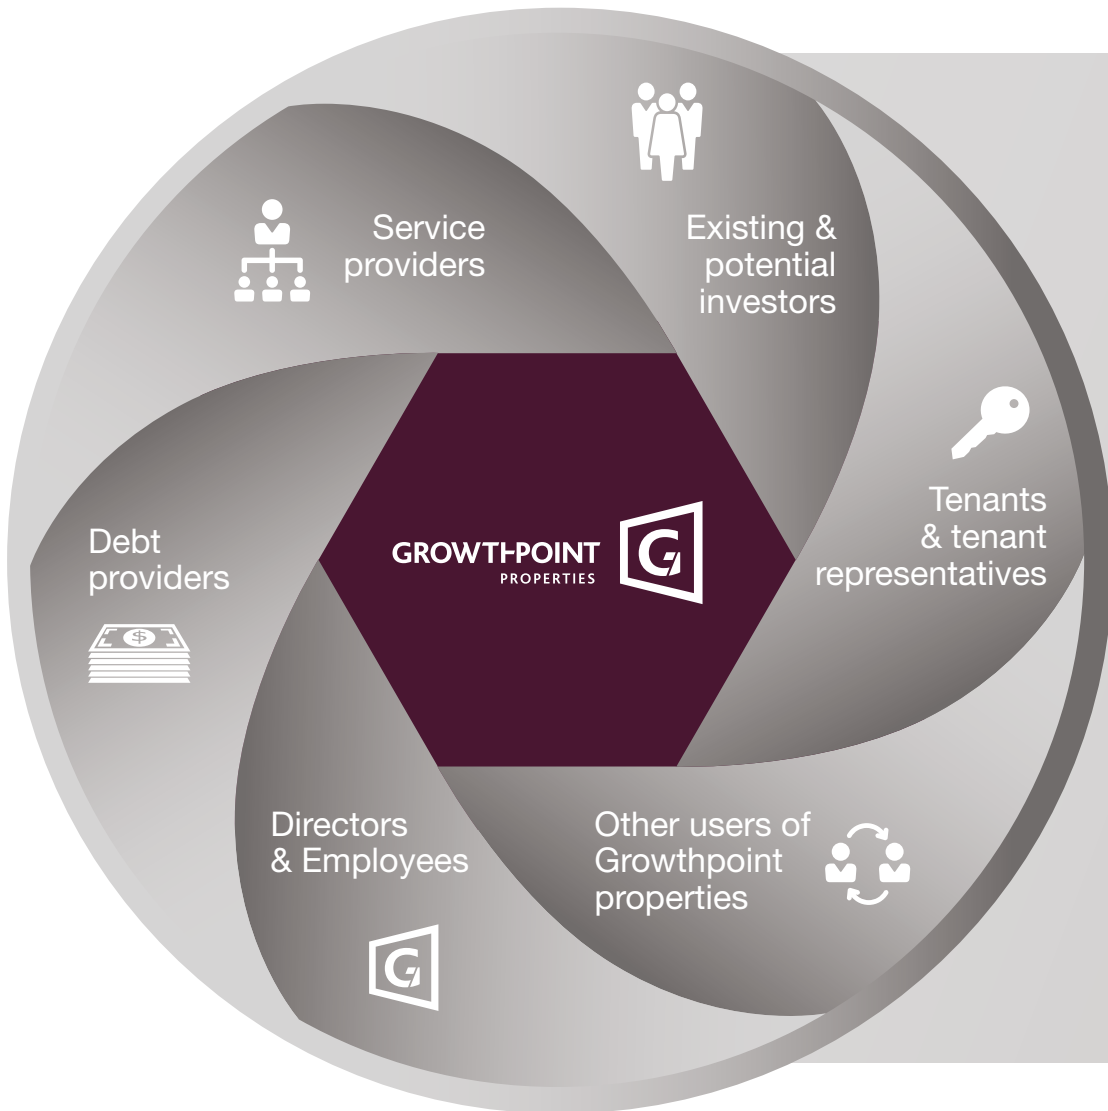 Existing &
potential
investors
Service
providers
Tenants
& tenant
representatives
GROWTHPOINT
PROPERTIES
G
Debt
providers
$
Directors
& Employees
G
Other users of
Growthpoint
properties